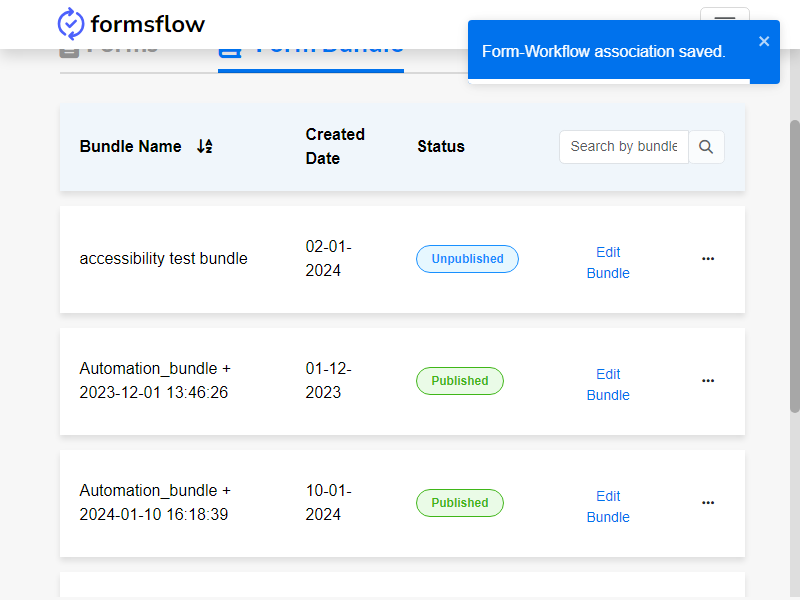 formsflow
Forms
Form Bundle
Form-Workflow association saved.
Bundle Name
Created
Date
Status
Search by bundle
accessibility test bundle
02-01-
2024
Unpublished
Edit
Bundle
Automation_bundle +
2023-12-01 13:46:26
01-12-
2023
Published
Edit
Bundle
Automation_bundle +
2024-01-10 16:18:39
10-01-
2024
Published
Edit
Bundle